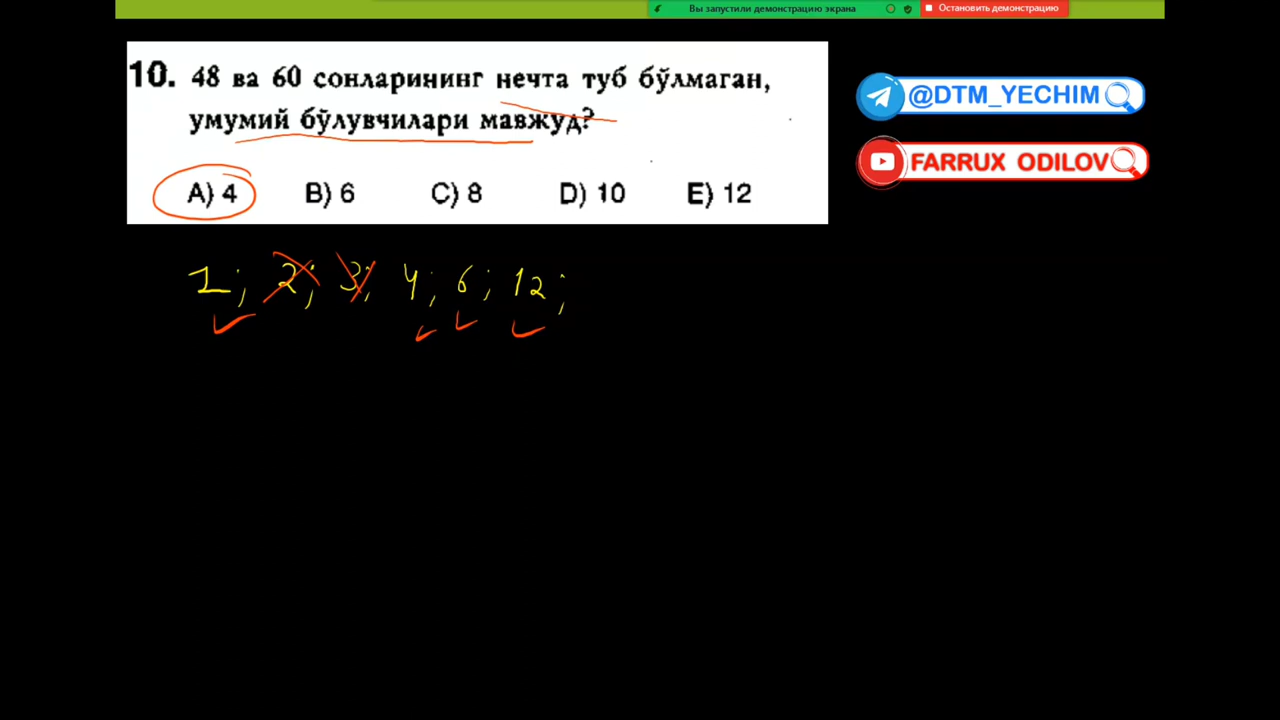 Вы запустили демонстрацию экрана
Остановить демонстрацию
10. 48 ва 60 сонларининг нечта туб бўлмаган,
умумий бўлувчилари мавжуд?
A) 4 B) 6 C) 8 D) 10 E) 12
@DTM_YECHIM
FARRUX ODILOV
1; 2; 3; 4; 6; 12;